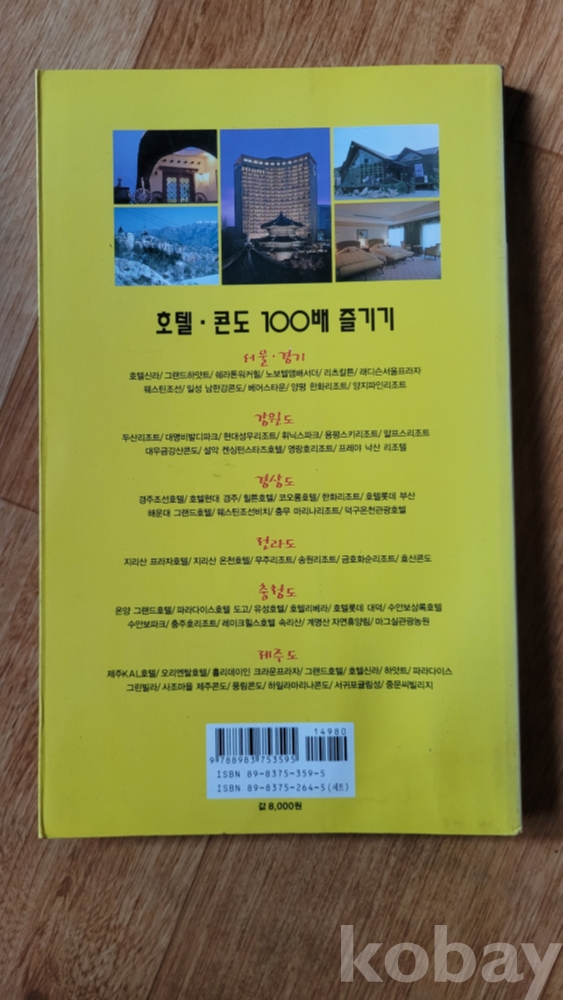 호텔·콘도 100배 즐기기
서울·경기
호텔신라/ 그랜드하얏트/ 쉐라톤워커힐/ 노보텔앰배서더/ 리츠칼튼/ 래디슨서울프라자
웨스틴조선/ 일성 남한강콘도/ 베어스타운/ 양평 한화리조트/ 양지파인리조트
강원도
두산리조트/ 대명비발디파크/ 현대성우리조트/ 휘닉스파크/ 용평스키리조트/ 알프스리조트
대우금강산콘도/ 설악 켄싱턴스타즈호텔/ 영랑호리조트/ 프레야 낙산 리조텔
경상도
경주조선호텔/ 호텔현대 경주/ 힐튼호텔/ 코오롱호텔/ 한화리조트/ 호텔롯데 부산
해운대 그랜드호텔/ 웨스틴조선비치/ 충무 마리나리조트/ 덕구온천관광호텔
전라도
지리산 프라자호텔/ 지리산 온천호텔/ 무주리조트/ 송원리조트/ 금호화순리조트/ 효산콘도
충청도
온양 그랜드호텔/ 파라다이스호텔 도고/ 유성호텔/ 호텔리베라/ 호텔롯데 대덕/ 수안보상록호텔
수안보파크/ 충주호리조트/ 레이크힐스호텔 속리산/ 계명산 자연휴양림/ 마그실관광농원
제주도
제주KAL호텔/ 오리엔탈호텔/ 홀리데이인 크라운프라자/ 그랜드호텔/ 호텔신라/ 하얏트/ 파라다이스
그린빌라/ 사조마을 제주콘도/ 풍림콘도/ 하일라마리나콘도/ 서귀포귤림성/ 중문씨빌리지
14980
9 788983 753595
ISBN 89-8375-359-5
ISBN 89-8375-264-5(세트)
값 8,000원
kobay